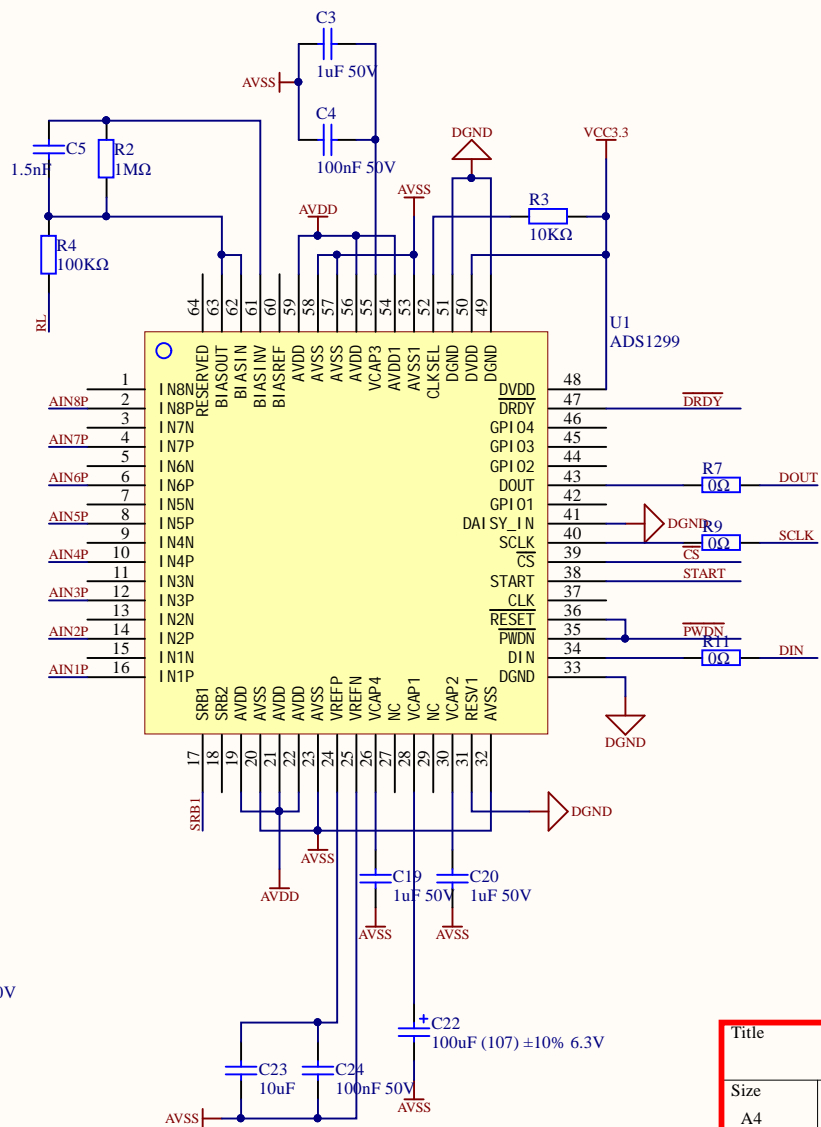 C3
1uF 50V
AVSS
C4
100nF 50V
DGND
VCC3.3
C5
1.5nF
R2
1MΩ
AVSS
AVDD
R3
10KΩ
R4
100KΩ
RL
64 63 62 61 60 59 58 57 56 55 54 53 52 51 50 49
U1
ADS1299
RESERVED BIASOUT BIASIN BIASINV BIASREF AVDD AVSS AVSS AVDD VCAP3 AVDD1 AVSS1 CLKSEL DGND DVDD DGND
1 IN8N
AIN8P 2 IN8P
3 IN7N
AIN7P 4 IN7P
5 IN6N
AIN6P 6 IN6P
7 IN5N
AIN5P 8 IN5P
9 IN4N
AIN4P 10 IN4P
11 IN3N
AIN3P 12 IN3P
13 IN2N
AIN2P 14 IN2P
15 IN1N
AIN1P 16 IN1P
DVDD 48
DRDY 47 DRDY
GPIO4 46
GPIO3 45
GPIO2 44
DOUT 43 R7 0Ω DOUT
GPIO1 42
DAISY_IN 41 DGND
SCLK 40 R9 0Ω SCLK
CS 39 CS
START 38 START
CLK 37
RESET 36
PWDN 35 PWDN
DIN 34 R11 0Ω DIN
DGND 33
DGND
SRB1 SRB2 AVDD AVSS AVDD AVDD AVSS VREFP VREFN VCAP4 NC VCAP1 NC VCAP2 RESV1 AVSS
17 18 19 20 21 22 23 24 25 26 27 28 29 30 31 32
SRB1
DGND
AVSS
AVDD
C19
1uF 50V
C20
1uF 50V
AVSS
AVSS
0V
+
C22
100uF (107) ±10% 6.3V
C23
10uF
C24
100nF 50V
AVSS
AVSS
Title
Size
A4